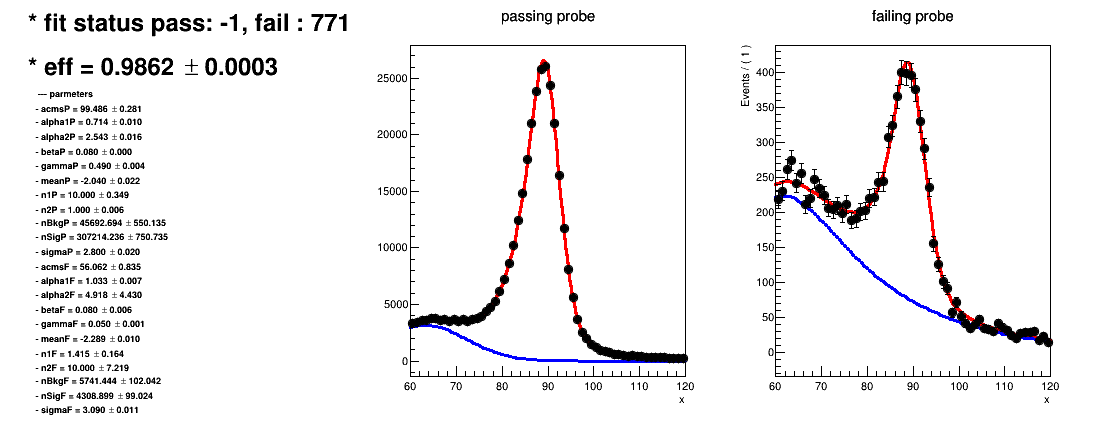 * fit status pass: -1, fail : 771
* eff = 0.9862 ± 0.0003
--- parmeters
- acmsP = 99.486 ± 0.281
- alpha1P = 0.714 ± 0.010
- alpha2P = 2.543 ± 0.016
- betaP = 0.080 ± 0.000
- gammaP = 0.490 ± 0.004
- meanP = -2.040 ± 0.022
- n1P = 10.000 ± 0.349
- n2P = 1.000 ± 0.006
- nBkgP = 45692.694 ± 550.135
- nSigP = 307214.236 ± 750.735
- sigmaP = 2.800 ± 0.020
- acmsF = 56.062 ± 0.835
- alpha1F = 1.033 ± 0.007
- alpha2F = 4.918 ± 4.430
- betaF = 0.080 ± 0.006
- gammaF = 0.050 ± 0.001
- meanF = -2.289 ± 0.010
- n1F = 1.415 ± 0.164
- n2F = 10.000 ± 7.219
- nBkgF = 5741.444 ± 102.042
- nSigF = 4308.899 ± 99.024
- sigmaF = 3.090 ± 0.011
passing probe
25000
20000
15000
10000
5000
0
60 70 80 90 100 110 120
x
failing probe
Events / ( 1 )
400
350
300
250
200
150
100
50
0
60 70 80 90 100 110 120
x